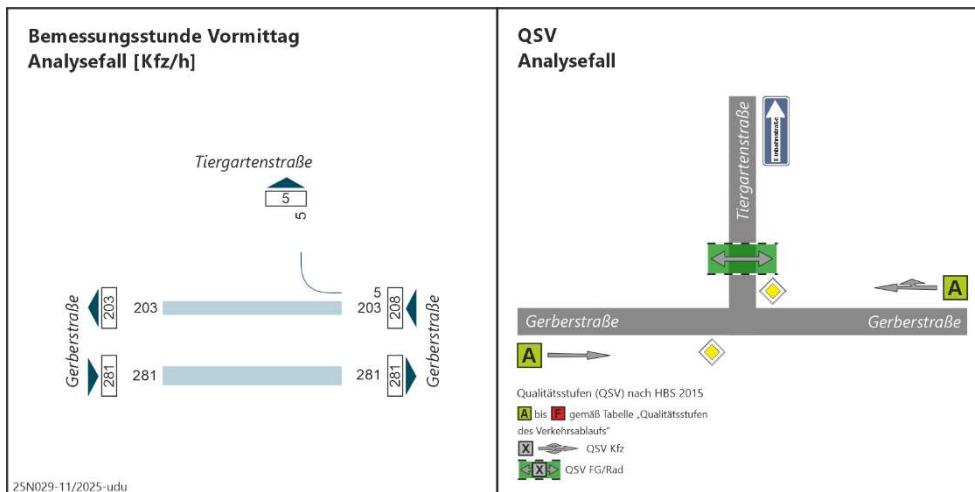 Bemessungsstunde Vormittag
Analysefall [Kfz/h]
Tiergartenstraße
5
5
Gerberstraße
203
203
5
203
208
Gerberstraße
281
281
281
281
25N029-11/2025-udu
QSV
Analysefall
Einbahnstraße
Tiergartenstraße
A
Gerberstraße
Gerberstraße
A
Qualitätsstufen (QSV) nach HBS 2015
A bis F gemäß Tabelle „Qualitätsstufen
des Verkehrsablaufs"
X QSV Kfz
X QSV FG/Rad